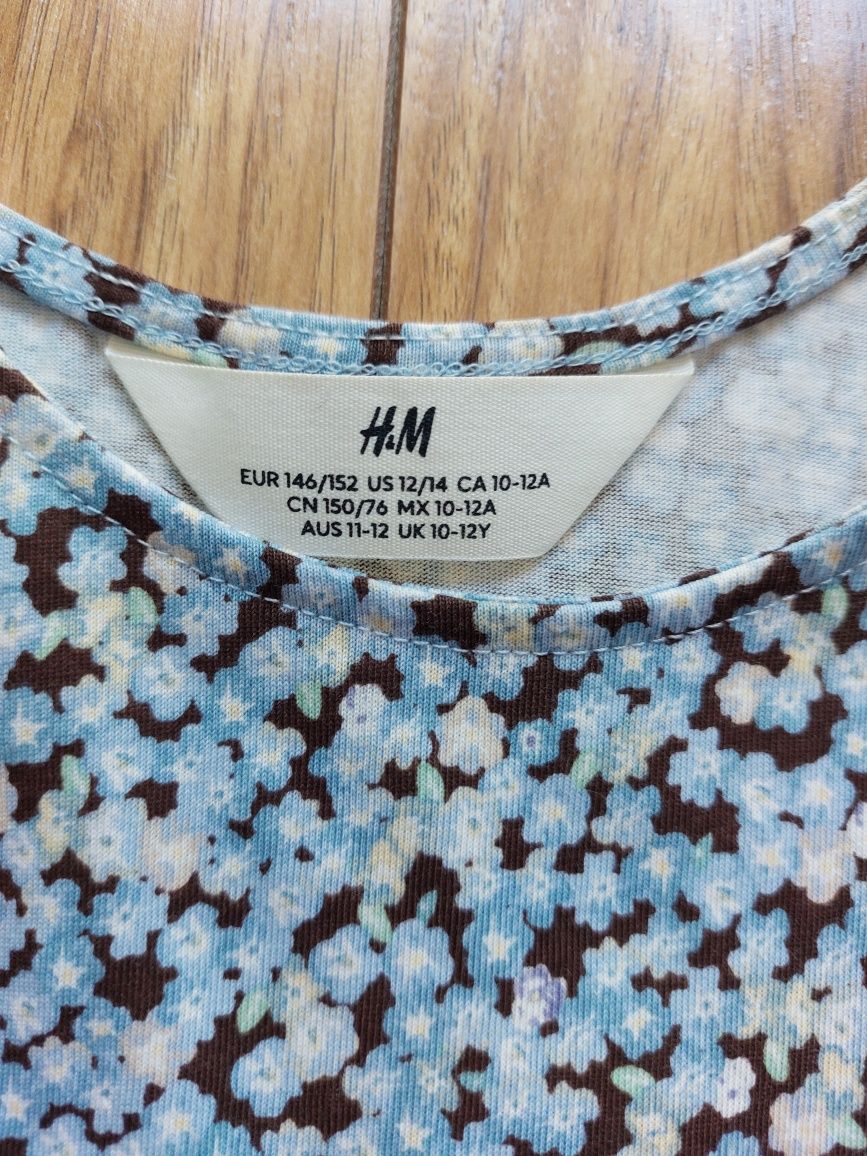 H&M
EUR 146/152 US 12/14 CA 10-12A
CN 150/76 MX 10-12A
AUS 11-12 UK 10-12Y